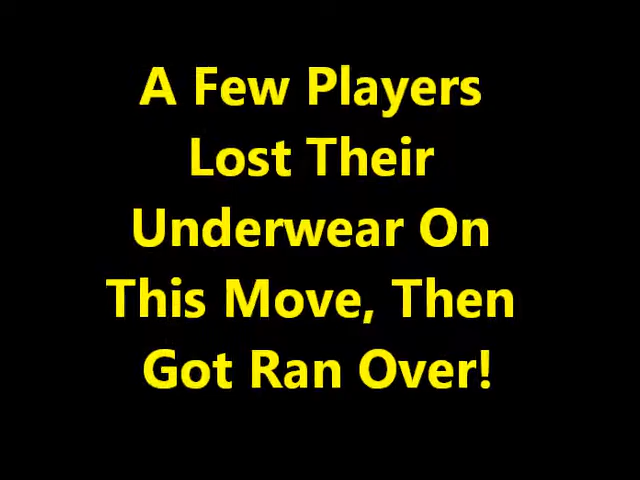 A Few Players
Lost Their
Underwear On
This Move, Then
Got Ran Over!